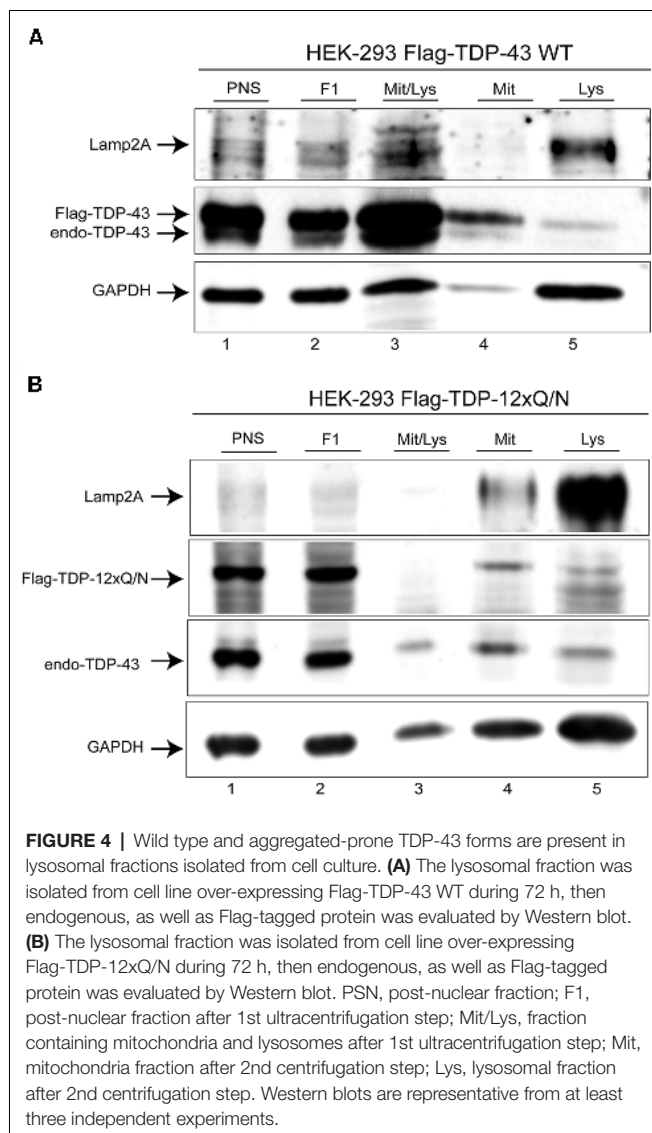 A
HEK-293 Flag-TDP-43 WT
PNS F1 Mit/Lys Mit Lys
Lamp2A
Flag-TDP-43
endo-TDP-43
GAPDH
1 2 3 4 5
B
HEK-293 Flag-TDP-12xQ/N
PNS F1 Mit/Lys Mit Lys
Lamp2A
Flag-TDP-12xQ/N
endo-TDP-43
GAPDH
1 2 3 4 5
FIGURE 4 | Wild type and aggregated-prone TDP-43 forms are present in
lysosomal fractions isolated from cell culture. (A) The lysosomal fraction was
isolated from cell line over-expressing Flag-TDP-43 WT during 72 h, then
endogenous, as well as Flag-tagged protein was evaluated by Western blot.
(B) The lysosomal fraction was isolated from cell line over-expressing
Flag-TDP-12xQ/N during 72 h, then endogenous, as well as Flag-tagged
protein was evaluated by Western blot. PSN, post-nuclear fraction; F1,
post-nuclear fraction after 1st ultracentrifugation step; Mit/Lys, fraction
containing mitochondria and lysosomes after 1st ultracentrifugation step; Mit,
mitochondria fraction after 2nd centrifugation step; Lys, lysosomal fraction
after 2nd centrifugation step. Western blots are representative from at least
three independent experiments.